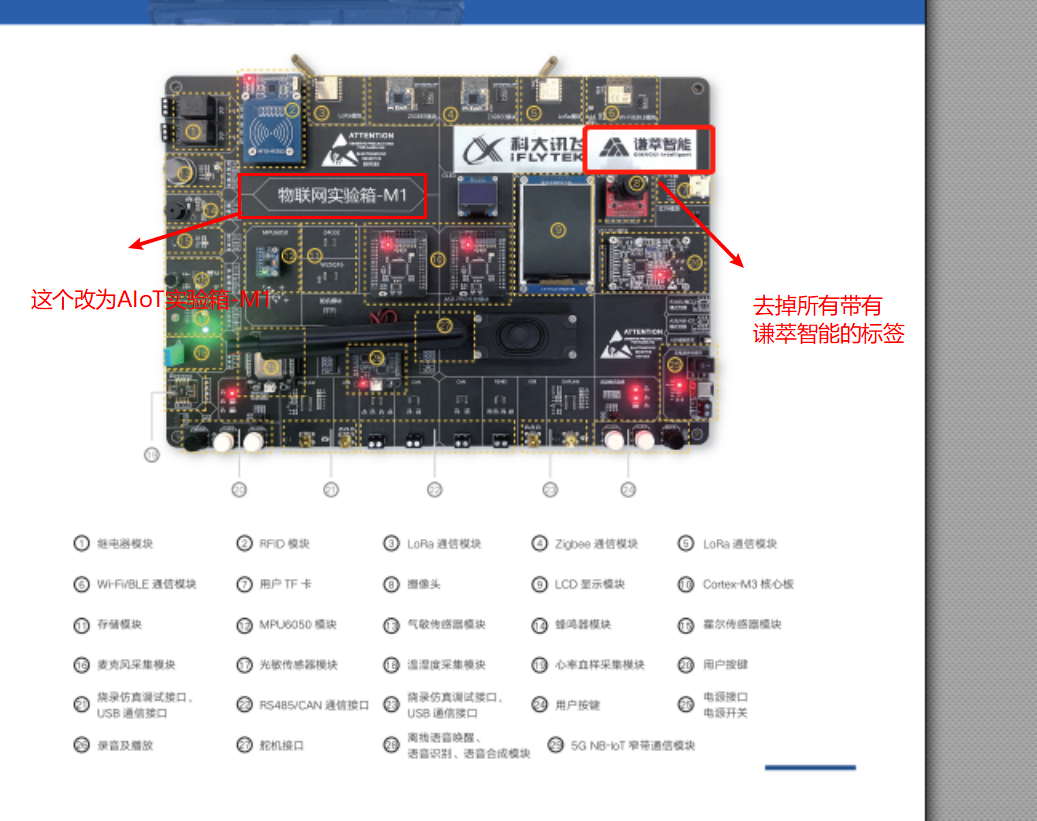 ATTENTION
科大讯飞
iFLYTEK
谦萃智能
QIANCUI Intelligent
物联网实验箱-M1
MPU6050
24C02
这个改为AIoT实验箱-M1
去掉所有带有
谦萃智能的标签
ATTENTION
⑲
⑳ ㉑ ㉒ ㉓ ㉔
① 继电器模块 ② RFID 模块 ③ LoRa 通信模块 ④ Zigbee 通信模块 ⑤ LoRa 通信模块
⑥ Wi-Fi/BLE 通信模块 ⑦ 用户 TF 卡 ⑧ 摄像头 ⑨ LCD 显示模块 ⑩ Cortex-M3 核心板
⑪ 存储模块 ⑫ MPU6050 模块 ⑬ 气敏传感器模块 ⑭ 蜂鸣器模块 ⑮ 霍尔传感器模块
⑯ 麦克风采集模块 ⑰ 光敏传感器模块 ⑱ 温湿度采集模块 ⑲ 心率血样采集模块 ⑳ 用户按键
㉑ 烧录仿真调试接口,
USB 通信接口
㉒ RS485/CAN 通信接口
㉓ 烧录仿真调试接口,
USB 通信接口
㉔ 用户按键
㉕ 电源接口
电源开关
㉖ 录音及播放 ㉗ 舵机接口
㉘ 离线语音唤醒、
语音识别、语音合成模块
㉙ 5G NB-IoT 窄带通信模块